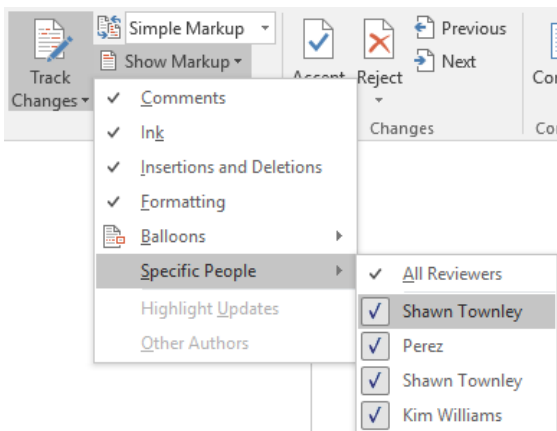 Simple Markup
Previous
Show Markup
Next
Track
Changes
Accept
Reject
Changes
Comments
Ink
Insertions and Deletions
Formatting
Balloons
Specific People
Highlight Updates
Other Authors
All Reviewers
Shawn Townley
Perez
Shawn Townley
Kim Williams